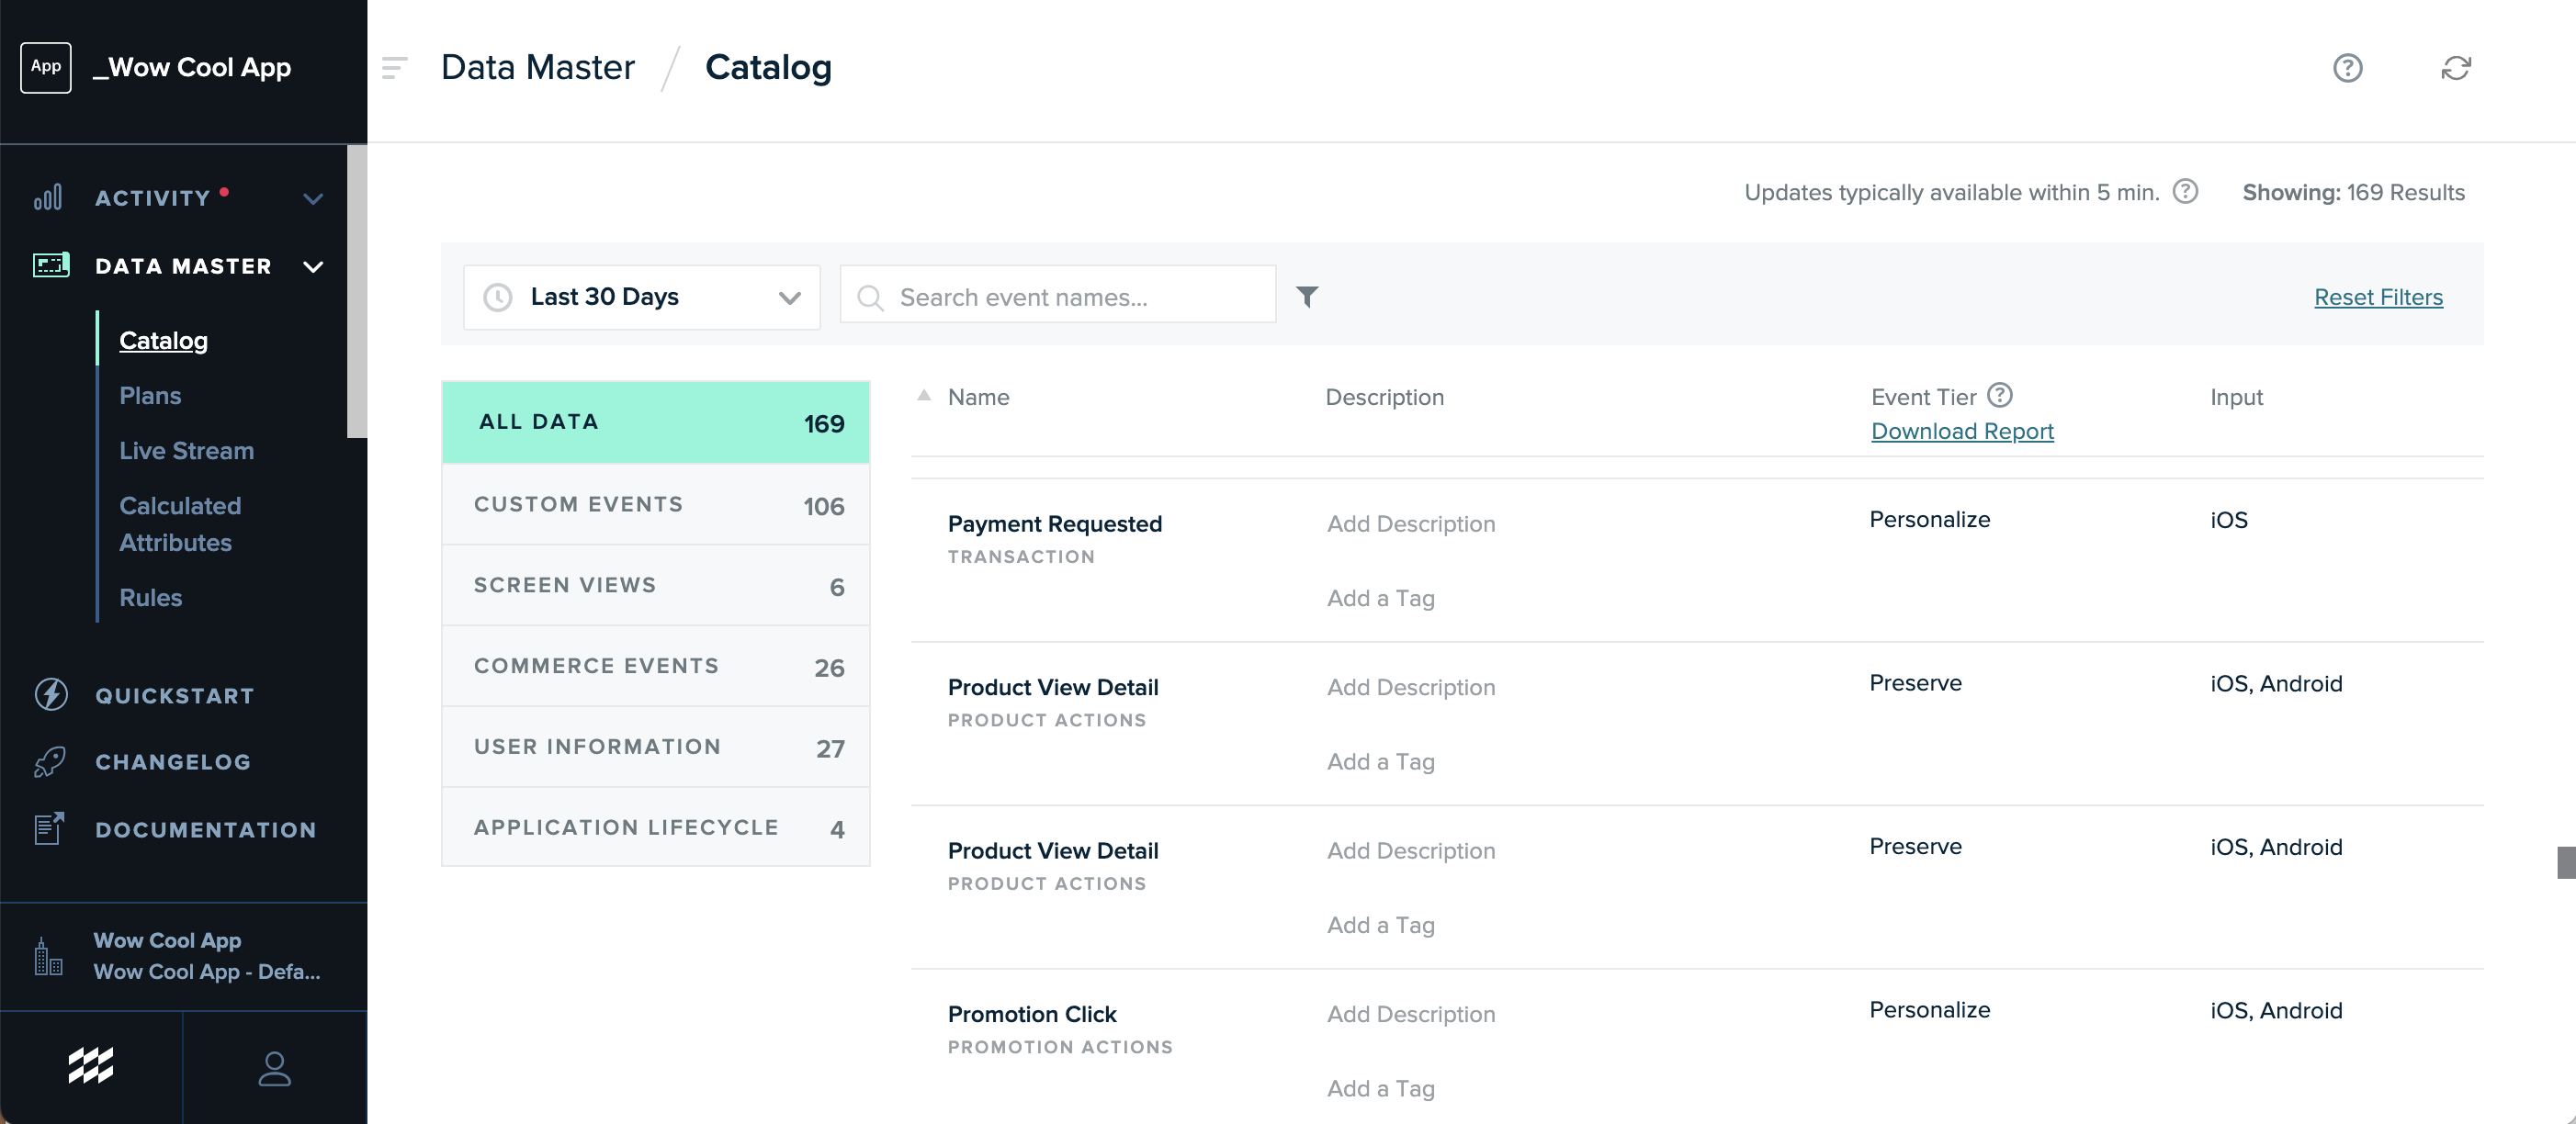 App
_Wow Cool App
Data Master / Catalog
?
ACTIVITY
DATA MASTER
Catalog
Plans
Live Stream
Calculated
Attributes
Rules
QUICKSTART
CHANGELOG
DOCUMENTATION
Wow Cool App
Wow Cool App - Defa...
Updates typically available within 5 min. ?
Showing: 169 Results
Last 30 Days
Search event names...
Reset Filters
ALL DATA 169
CUSTOM EVENTS 106
SCREEN VIEWS 6
COMMERCE EVENTS 26
USER INFORMATION 27
APPLICATION LIFECYCLE 4
Name
Description
Event Tier ?
Download Report
Input
Payment Requested
TRANSACTION
Add Description
Add a Tag
Personalize
iOS
Product View Detail
PRODUCT ACTIONS
Add Description
Add a Tag
Preserve
iOS, Android
Product View Detail
PRODUCT ACTIONS
Add Description
Add a Tag
Preserve
iOS, Android
Promotion Click
PROMOTION ACTIONS
Add Description
Add a Tag
Personalize
iOS, Android